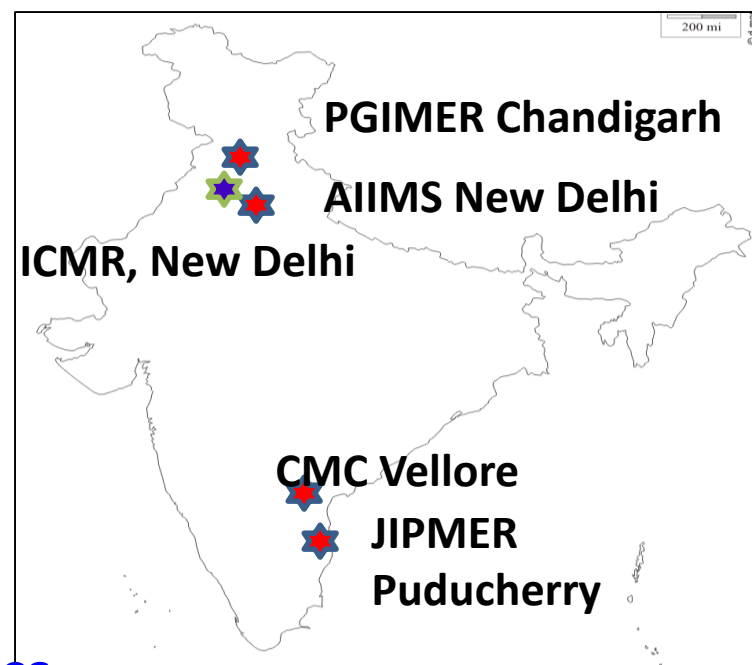 200 mi
PGIMER Chandigarh
AIIMS New Delhi
ICMR, New Delhi
CMC Vellore
JIPMER
Puducherry